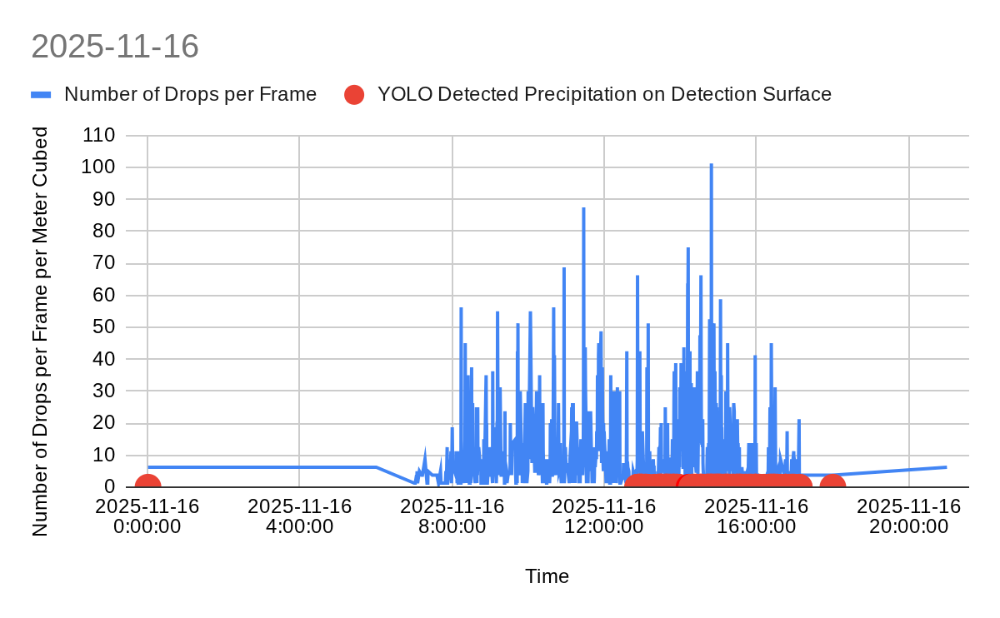 2025-11-16
Number of Drops per Frame
YOLO Detected Precipitation on Detection Surface
Number of Drops per Frame per Meter Cubed
110
100
90
80
70
60
50
40
30
20
10
0
2025-11-16 2025-11-16 2025-11-16 2025-11-16 2025-11-16 2025-11-16
0:00:00 4:00:00 8:00:00 12:00:00 16:00:00 20:00:00
Time